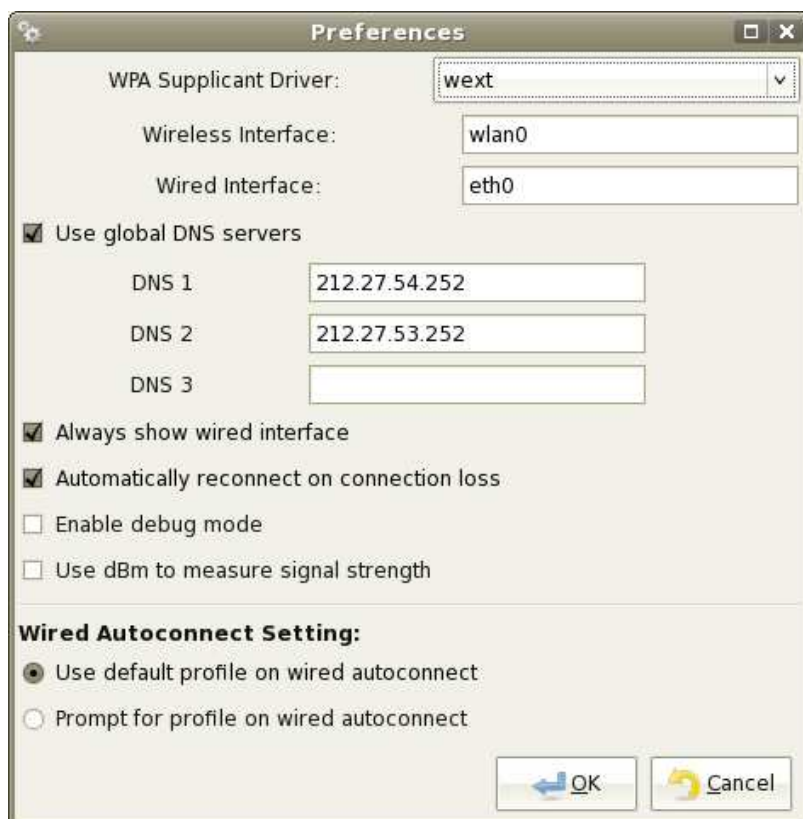 Preferences
WPA Supplicant Driver: wext
Wireless Interface: wlan0
Wired Interface: eth0
Use global DNS servers
DNS 1 212.27.54.252
DNS 2 212.27.53.252
DNS 3
Always show wired interface
Automatically reconnect on connection loss
Enable debug mode
Use dBm to measure signal strength
Wired Autoconnect Setting:
Use default profile on wired autoconnect
Prompt for profile on wired autoconnect
OK Cancel